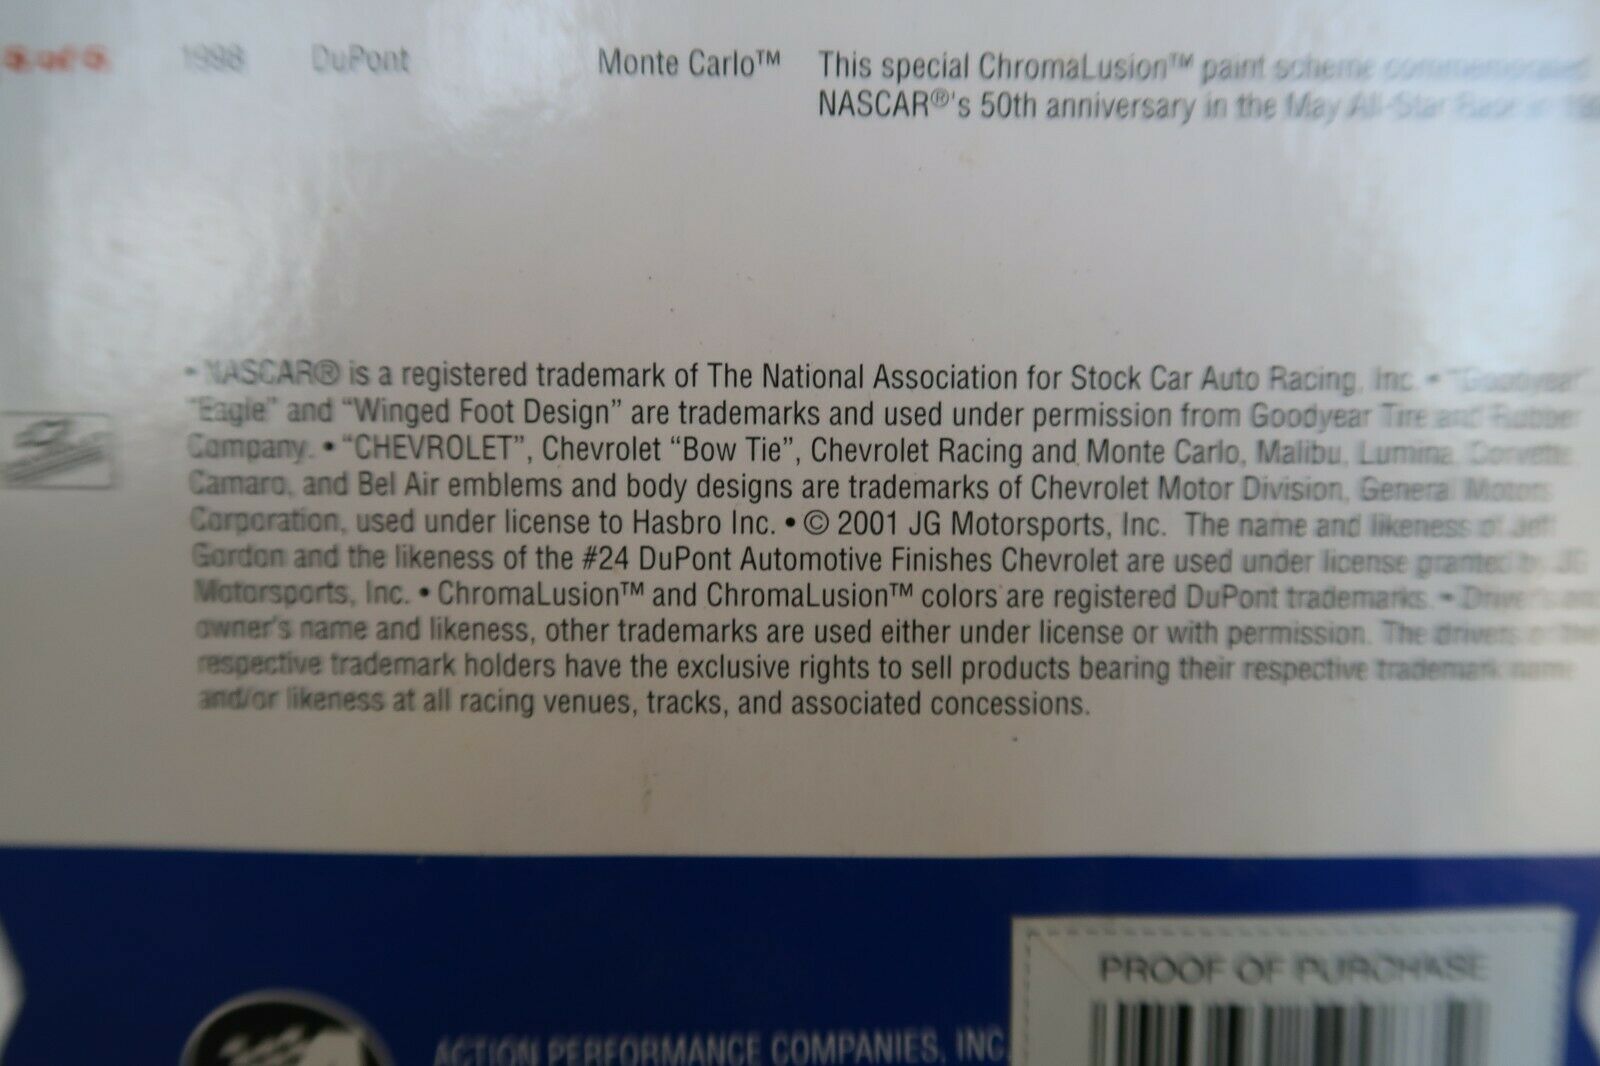 5 of 5 1998 DuPont Monte Carlo™ This special ChromaLusion™ paint scheme commemorated
NASCAR®'s 50th anniversary in the May All-Star Race in
• NASCAR® is a registered trademark of The National Association for Stock Car Auto Racing, Inc. • "Goodyear"
"Eagle" and "Winged Foot Design" are trademarks and used under permission from Goodyear Tire and Rubber
Company. • "CHEVROLET", Chevrolet "Bow Tie", Chevrolet Racing and Monte Carlo, Malibu, Lumina, Corvette,
Camaro, and Bel Air emblems and body designs are trademarks of Chevrolet Motor Division, General Motors
Corporation, used under license to Hasbro Inc. • © 2001 JG Motorsports, Inc. The name and likeness of Jeff
Gordon and the likeness of the #24 DuPont Automotive Finishes Chevrolet are used under license granted by JG
Motorsports, Inc. • ChromaLusion™ and ChromaLusion™ colors are registered DuPont trademarks. • Driver's and
owner's name and likeness, other trademarks are used either under license or with permission. The drivers or the
respective trademark holders have the exclusive rights to sell products bearing their respective trademark name
and/or likeness at all racing venues, tracks, and associated concessions.
PROOF OF PURCHASE
ACTION PERFORMANCE COMPANIES, INC.